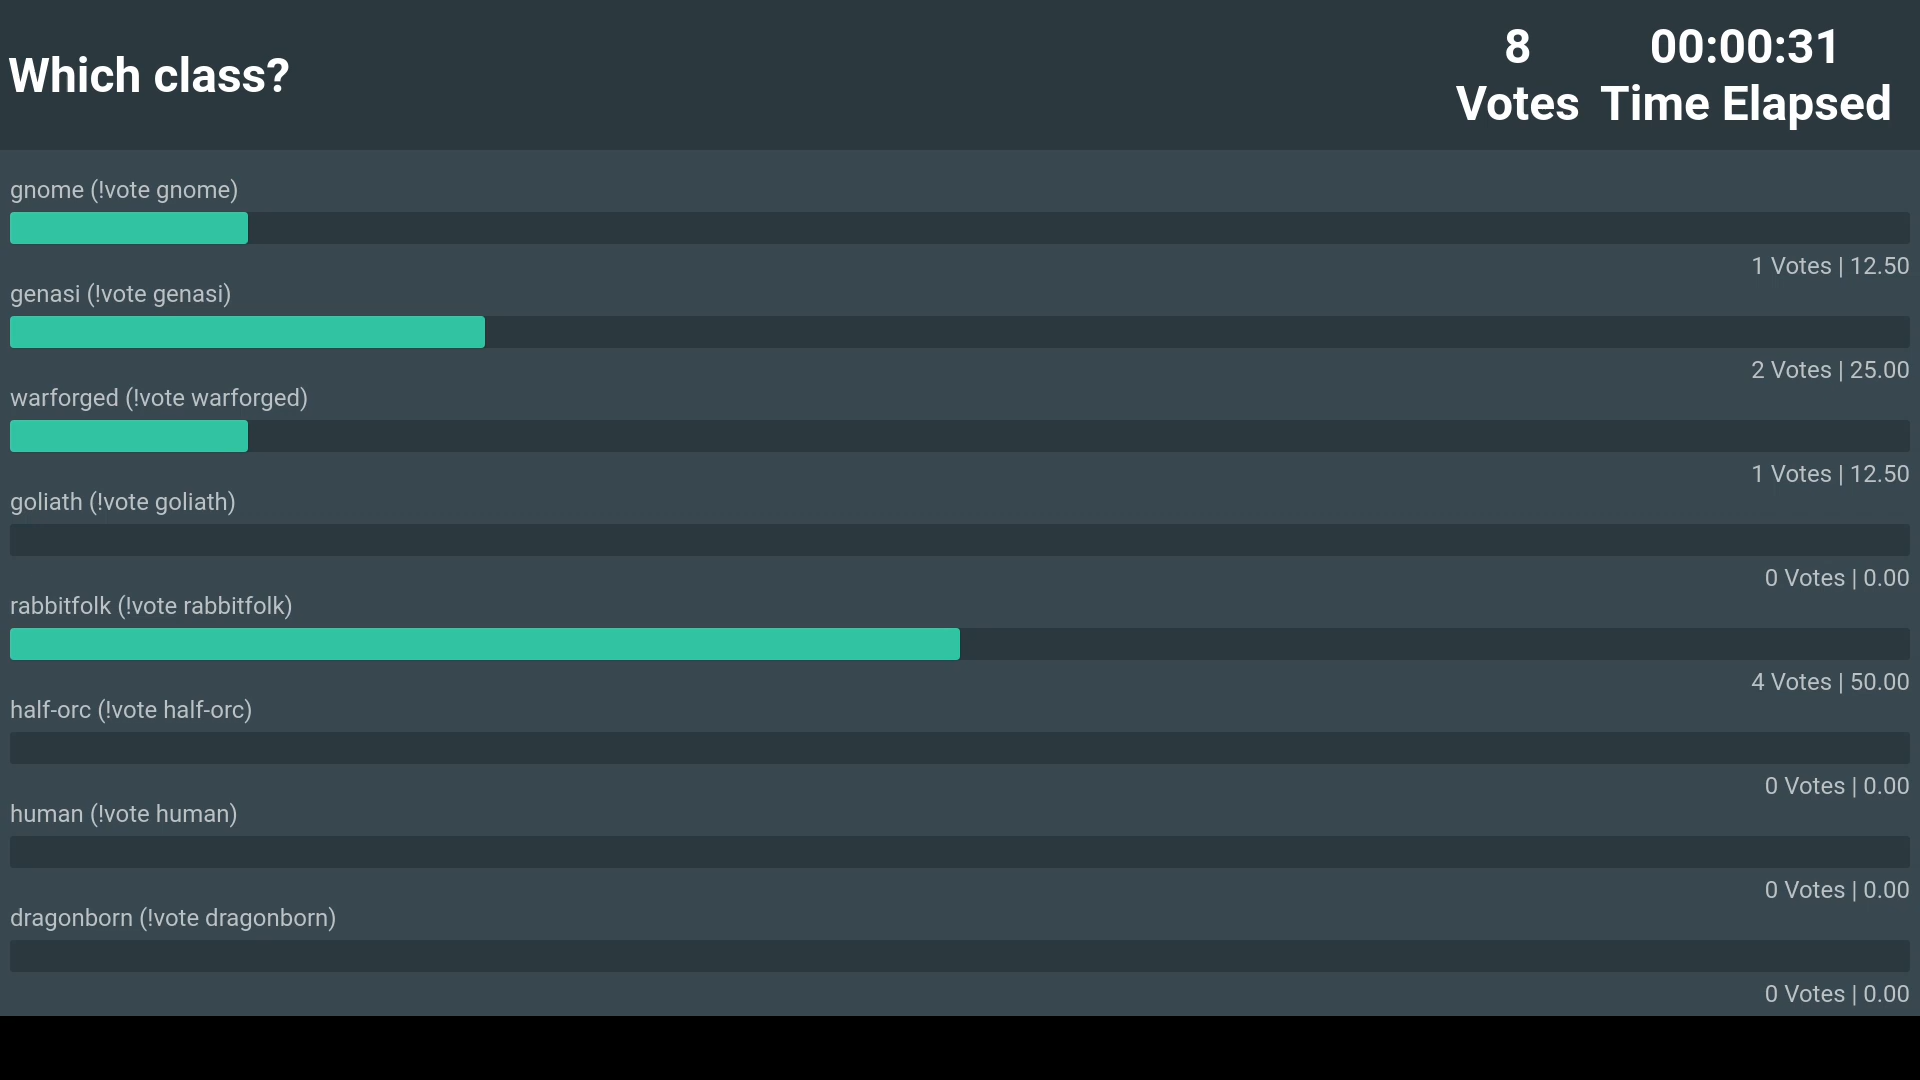 Which class?
8
Votes
00:00:31
Time Elapsed
gnome (!vote gnome)
1 Votes | 12.50
genasi (!vote genasi)
2 Votes | 25.00
warforged (!vote warforged)
1 Votes | 12.50
goliath (!vote goliath)
0 Votes | 0.00
rabbitfolk (!vote rabbitfolk)
4 Votes | 50.00
half-orc (!vote half-orc)
0 Votes | 0.00
human (!vote human)
0 Votes | 0.00
dragonborn (!vote dragonborn)
0 Votes | 0.00